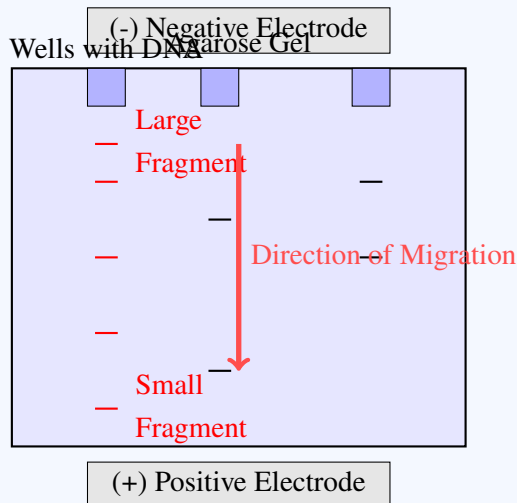 (-) Negative Electrode
Wells with DNA
Agarose Gel
Large
Fragment
Direction of Migration
Small
Fragment
(+) Positive Electrode